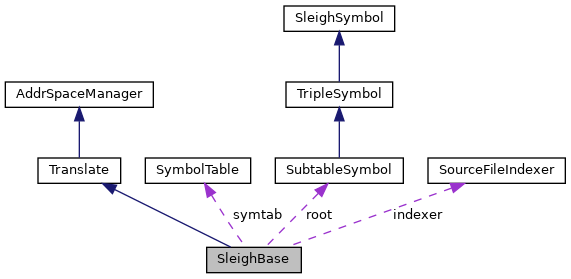 SleighSymbol
AddrSpaceManager
TripleSymbol
Translate
SymbolTable
SubtableSymbol
SourceFileIndexer
symtab
root
indexer
SleighBase